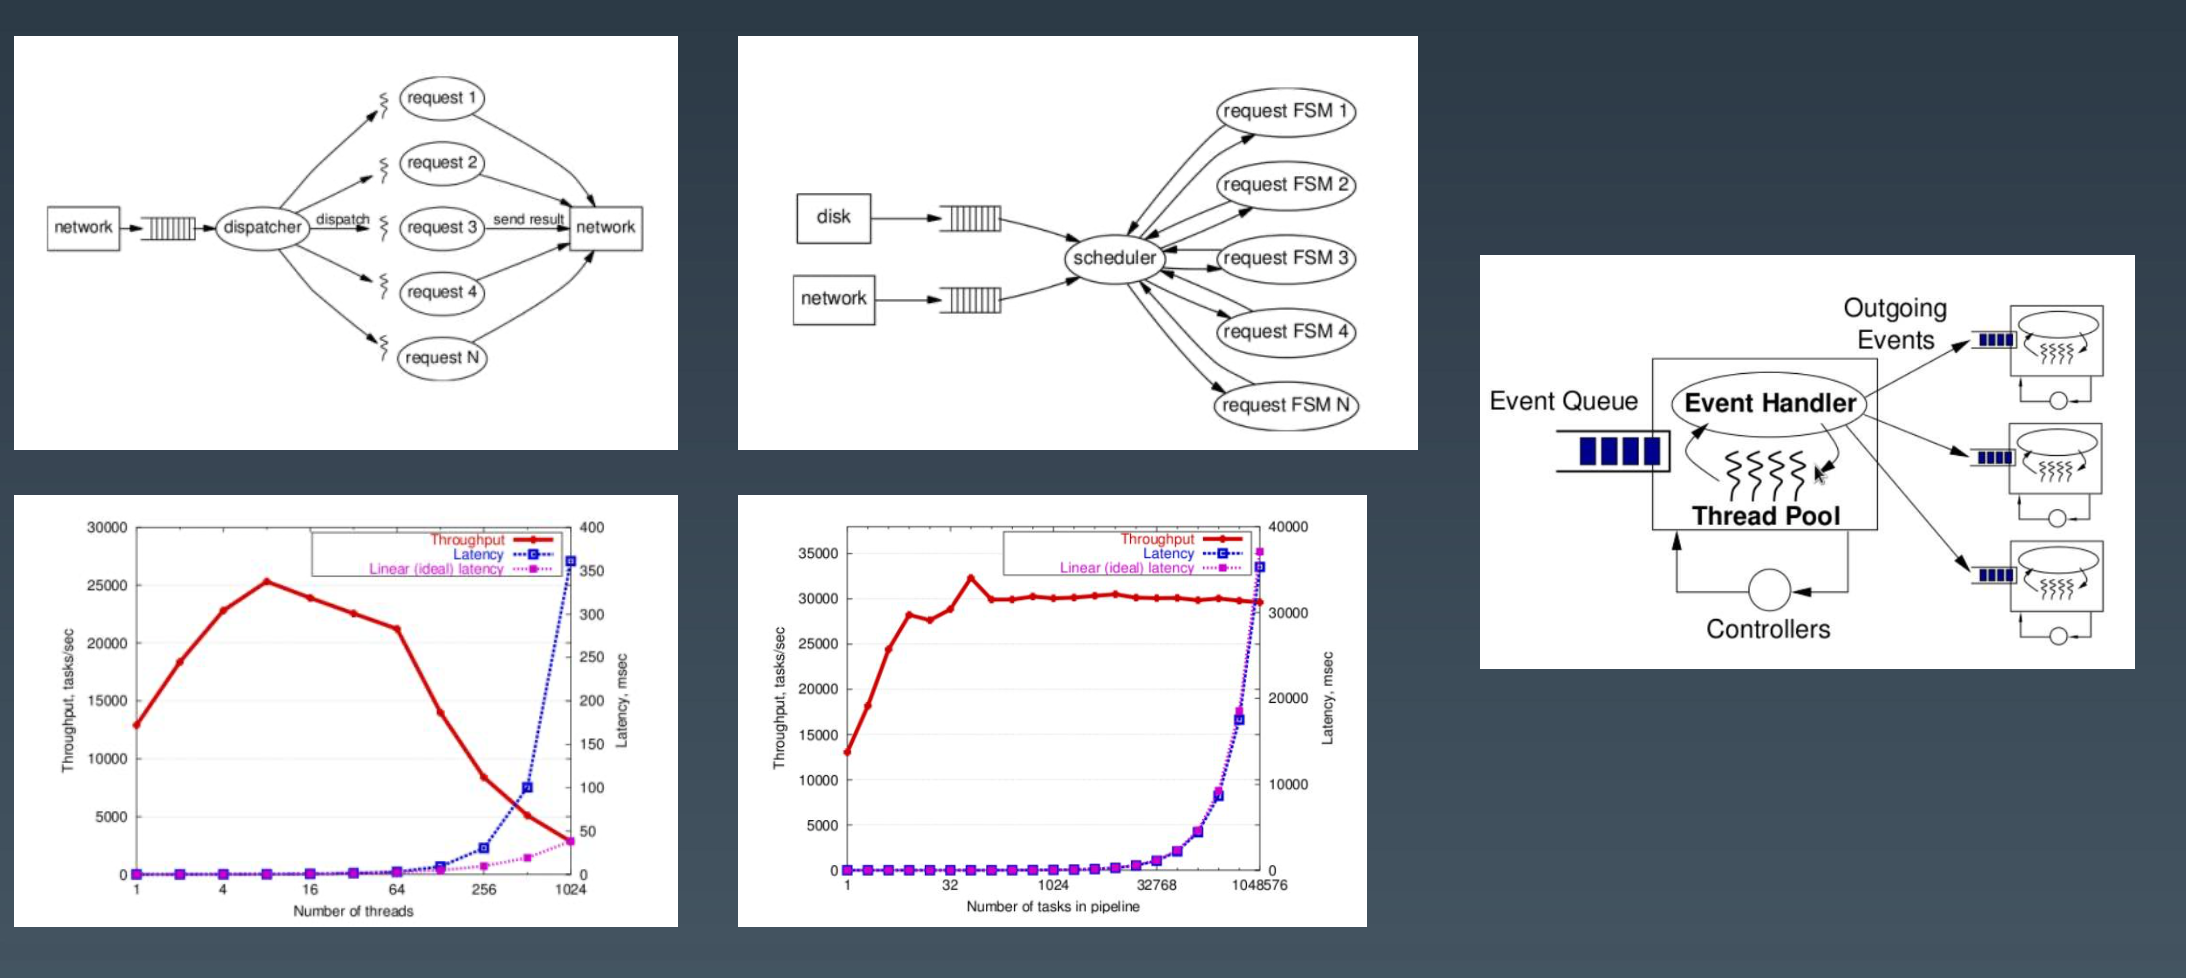 request 1
request 2
network
dispatcher
dispatch
request 3
send result
network
request 4
request N
request FSM 1
request FSM 2
disk
scheduler
request FSM 3
network
request FSM 4
request FSM N
Outgoing
Events
Event Queue
Event Handler
Thread Pool
Controllers
30000
25000
20000
15000
10000
5000
0
Throughput, tasks/sec
Throughput
Latency
Linear (ideal) latency
400
350
300
250
200
150
100
50
0
Latency, msec
1
4
16
64
256
1024
Number of threads
35000
30000
25000
20000
15000
10000
5000
0
Throughput, tasks/sec
Throughput
Latency
Linear (ideal) latency
40000
30000
20000
10000
0
Latency, msec
1
32
1024
32768
1048576
Number of tasks in pipeline